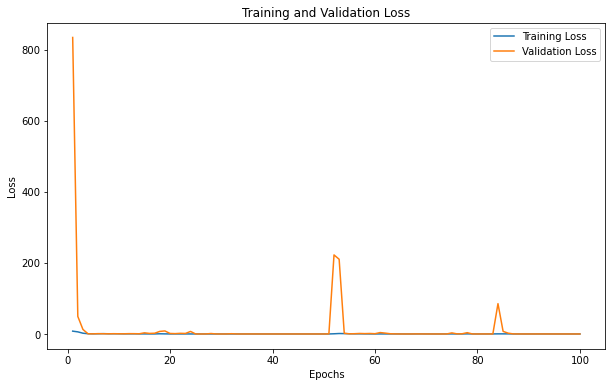 Training and Validation Loss
Training Loss
Validation Loss
800
600
400
200
0
Loss
0 20 40 60 80 100
Epochs